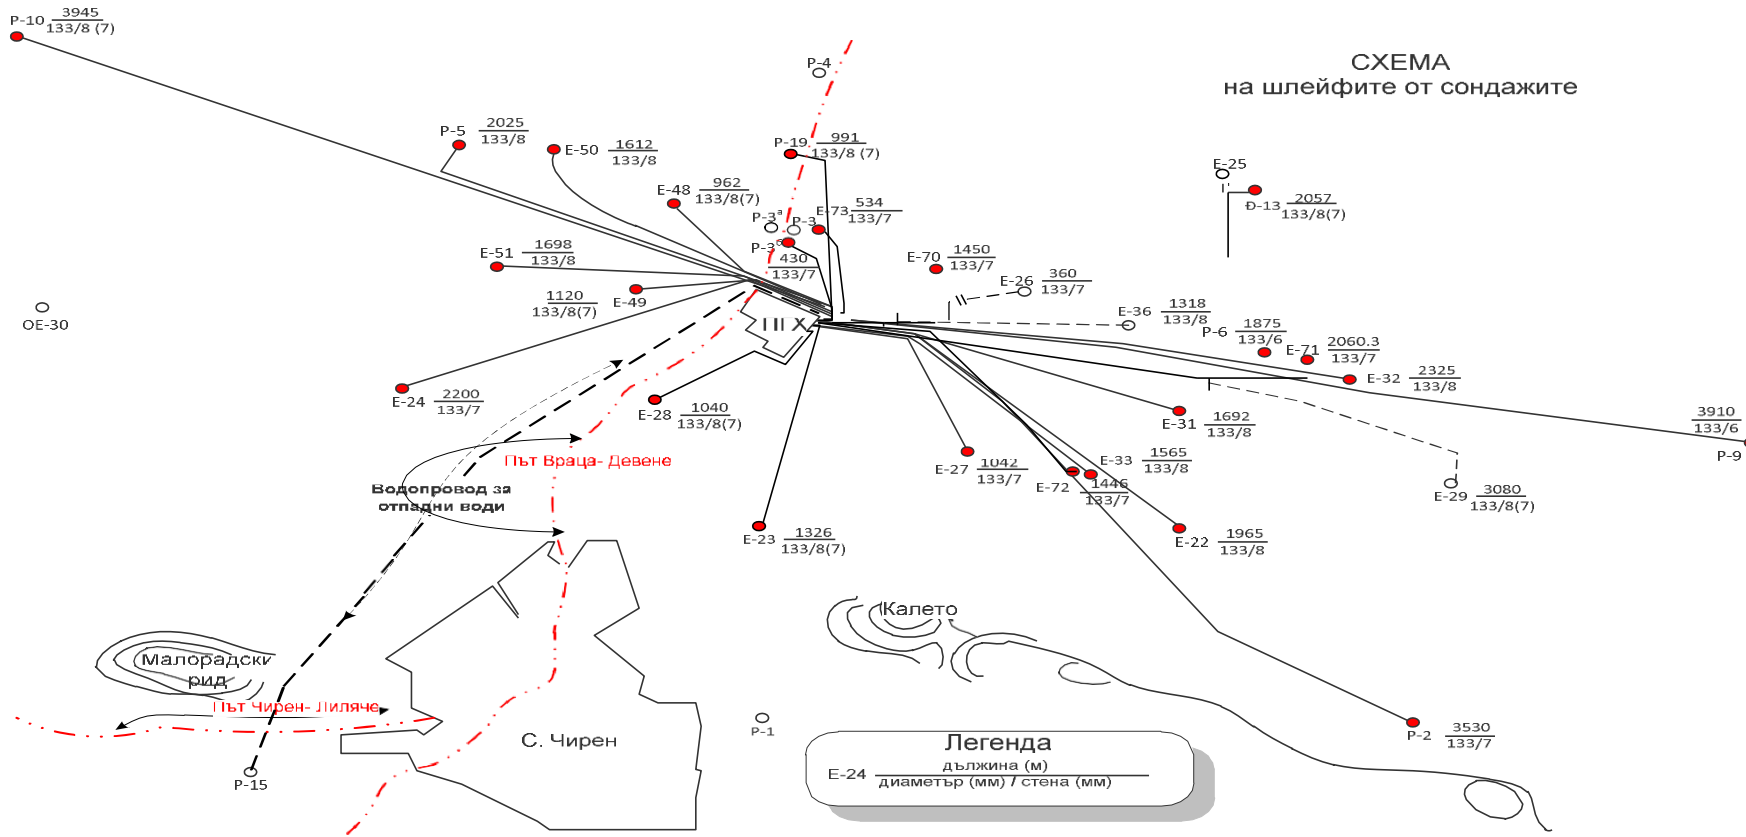 P-10 3945
133/8 (7)
P-4
СХЕМА
на шлейфите от сондажите
P-5 2025
133/8
E-50 1612
133/8
P-19 991
133/8 (7)
E-25
Đ-13 2057
133/8(7)
E-48 962
133/8(7)
P-3а
P-3
E-73 534
133/7
P-3б
430
133/7
E-51 1698
133/8
E-70 1450
133/7
E-26 360
133/7
1120
133/8(7)
E-49
OE-30
ПГХ
E-36 1318
133/8
P-6 1875
133/6
E-71 2060.3
133/7
E-32 2325
133/8
E-24 2200
133/7
E-28 1040
133/8(7)
E-31 1692
133/8
3910
133/6
P-9
Път Враца- Девене
E-27 1042
133/7
E-33 1565
133/8
E-72 1446
133/7
E-29 3080
133/8(7)
Водопровод за
отпадни води
E-23 1326
133/8(7)
E-22 1965
133/8
Калето
Малорадски
рид
Път Чирен- Лиляче
С. Чирен
P-1
P-2 3530
133/7
P-15
Легенда
E-24 дължина (м)
диаметър (мм) / стена (мм)